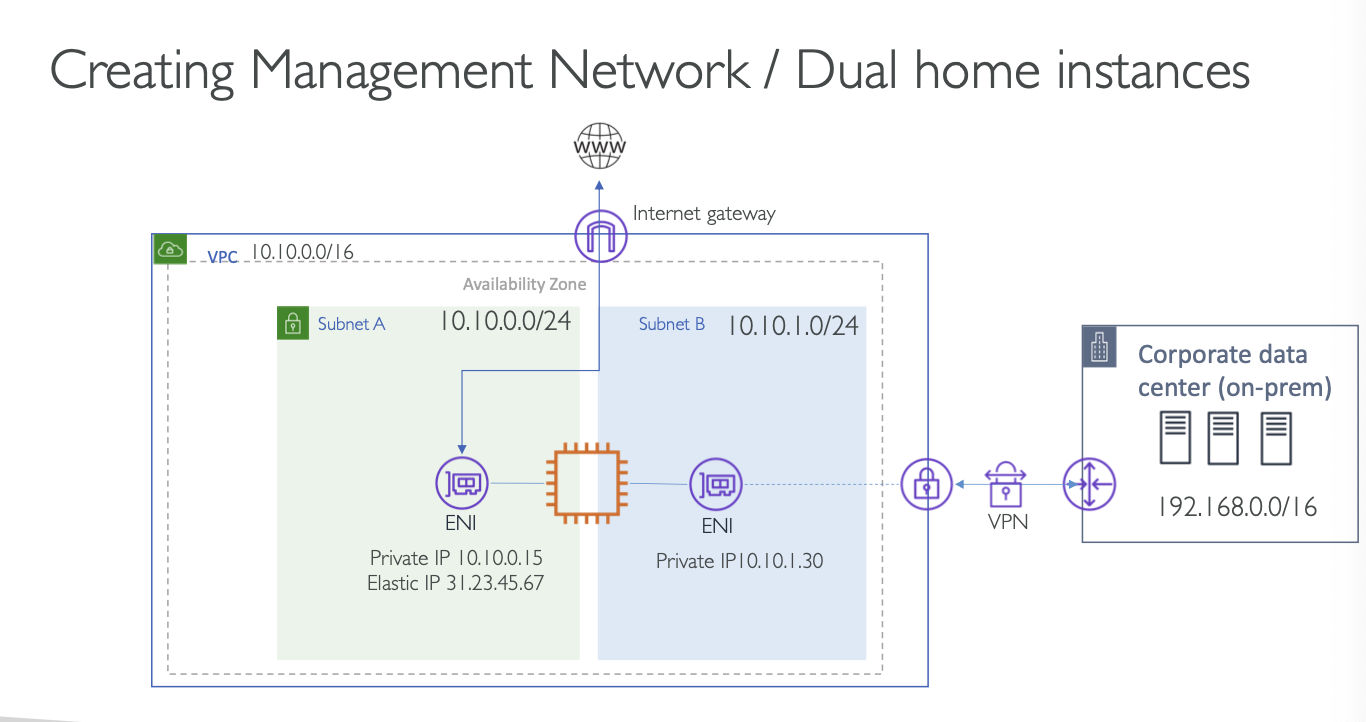 Creating Management Network / Dual home instances
WWW
Internet gateway
VPC 10.10.0.0/16
Availability Zone
Subnet A 10.10.0.0/24
Subnet B 10.10.1.0/24
Corporate data
center (on-prem)
192.168.0.0/16
ENI
Private IP 10.10.0.15
Elastic IP 31.23.45.67
ENI
Private IP10.10.1.30
VPN